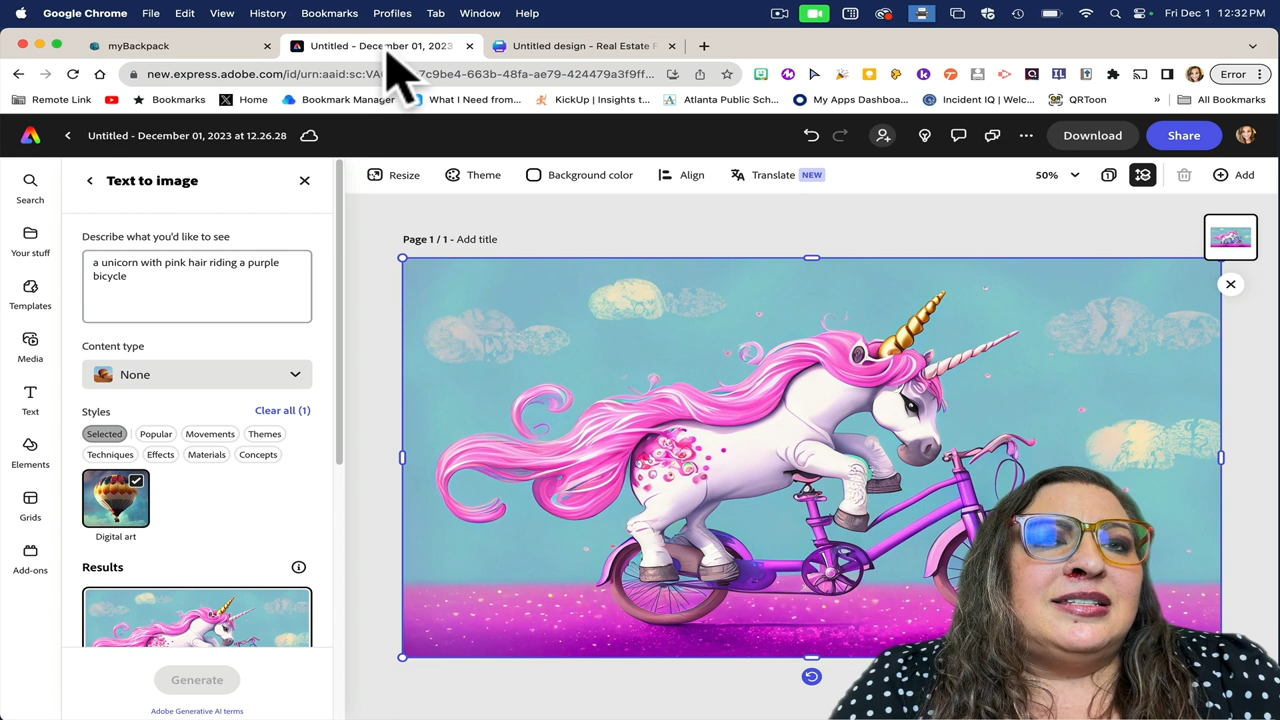 Google Chrome File Edit View History Bookmarks Profiles Tab Window Help Fri Dec 1 12:32 PM
myBackpack Untitled - December 01, 2023 Untitled design - Real Estate F
new.express.adobe.com/id/urn:aaid:sc:VA 7c9be4-663b-48fa-ae79-424479a3f9ff... Error
Remote Link Bookmarks Home Bookmark Manager What I Need from... KickUp | Insights t... Atlanta Public Sch... My Apps Dashboa... Incident IQ | Welc... QRToon » All Bookmarks
Untitled - December 01, 2023 at 12.26.28 Download Share
Text to image
Resize Theme Background color Align Translate NEW 50% Add
Search
Your stuff
Templates
Media
Text
Elements
Grids
Add-ons
Describe what you'd like to see
a unicorn with pink hair riding a purple
bicycle
Content type
None
Styles Clear all (1)
Selected Popular Movements Themes
Techniques Effects Materials Concepts
Digital art
Results
Generate
Adobe Generative AI terms
Page 1 / 1 - Add title